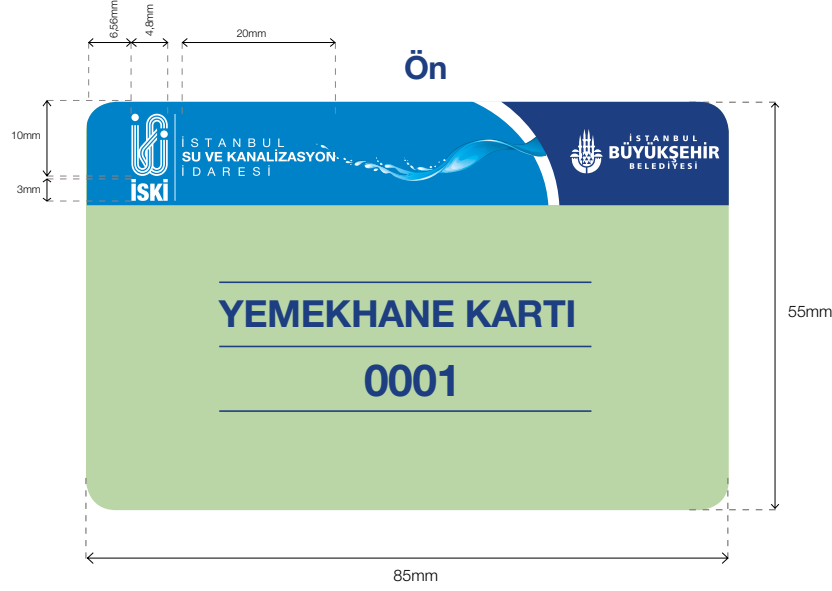 6,56mm
4,8mm
20mm
Ön
10mm
3mm
İSKİ
İSTANBUL
SU VE KANALİZASYON
İDARESİ
İSTANBUL
BÜYÜKŞEHİR
BELEDİYESİ
YEMEKHANE KARTI
0001
55mm
85mm